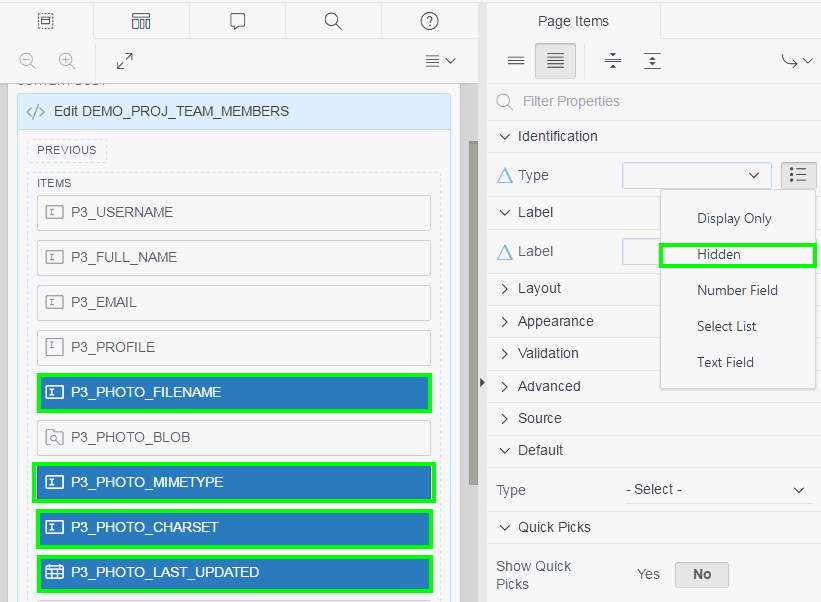 Edit DEMO_PROJ_TEAM_MEMBERS
PREVIOUS
ITEMS
P3_USERNAME
P3_FULL_NAME
P3_EMAIL
P3_PROFILE
P3_PHOTO_FILENAME
P3_PHOTO_BLOB
P3_PHOTO_MIMETYPE
P3_PHOTO_CHARSET
P3_PHOTO_LAST_UPDATED
Page Items
Filter Properties
Identification
Type
Display Only
Hidden
Number Field
Select List
Text Field
Label
Label
Layout
Appearance
Validation
Advanced
Source
Default
Type - Select -
Quick Picks
Show Quick Picks Yes No